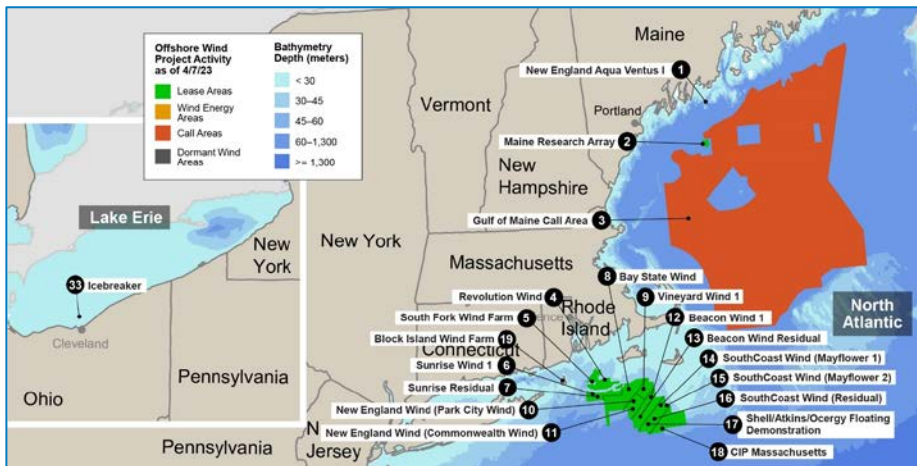 Offshore Wind
Project Activity
as of 4/7/23
Lease Areas
Wind Energy
Areas
Call Areas
Dormant Wind
Areas
Bathymetry
Depth (meters)
< 30
30–45
45–60
60–1,300
>= 1,300
Maine
New England Aqua Ventus I
1
Portland
Vermont
Maine Research Array
2
New
Hampshire
Gulf of Maine Call Area
3
Lake Erie
New
York
33 Icebreaker
Cleveland
Ohio
Pennsylvania
New York
Massachusetts
8 Bay State Wind
Revolution Wind 4
Rhode
Island
9 Vineyard Wind 1
South Fork Wind Farm 5
12 Beacon Wind 1
North
Atlantic
Block Island Wind Farm 19
Connecticut
13 Beacon Wind Residual
Sunrise Wind 1 6
14 SouthCoast Wind (Mayflower 1)
Sunrise Residual 7
15 SouthCoast Wind (Mayflower 2)
New England Wind (Park City Wind) 10
16 SouthCoast Wind (Residual)
New England Wind (Commonwealth Wind) 11
17 Shell/Atkins/Ocergy Floating
Demonstration
18 CIP Massachusetts
Pennsylvania
Jersey